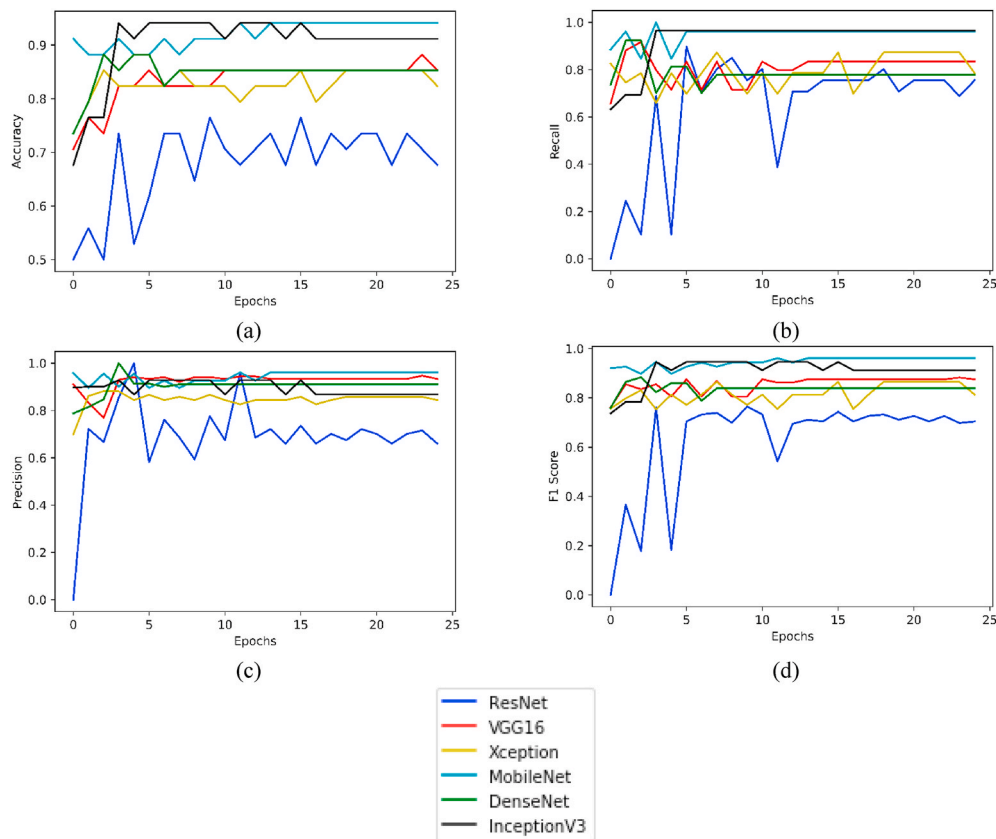 0.9
0.8
0.7
0.6
0.5
Accuracy
0 5 10 15 20 25
Epochs
(a)
1.0
0.8
0.6
0.4
0.2
0.0
Recall
0 5 10 15 20 25
Epochs
(b)
1.0
0.8
0.6
0.4
0.2
0.0
Precision
0 5 10 15 20 25
Epochs
(c)
1.0
0.8
0.6
0.4
0.2
0.0
F1 Score
0 5 10 15 20 25
Epochs
(d)
ResNet
VGG16
Xception
MobileNet
DenseNet
InceptionV3